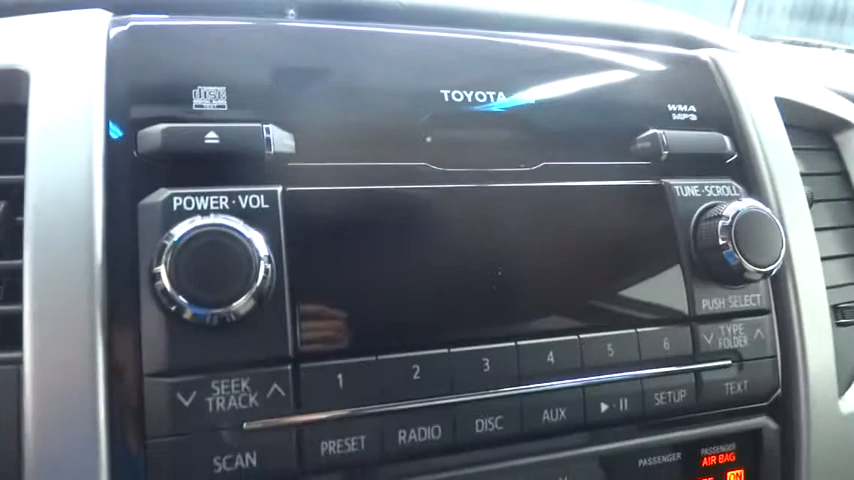 disc
TEXT
TOYOTA
WMA
MP3
POWER•VOL
TUNE•SCROLL
PUSH SELECT
1 2 3 4 5 6
TYPE
FOLDER
SEEK
TRACK
PRESET RADIO DISC AUX SETUP TEXT
SCAN
PASSENGER
PASSENGER
AIR BAG
ON